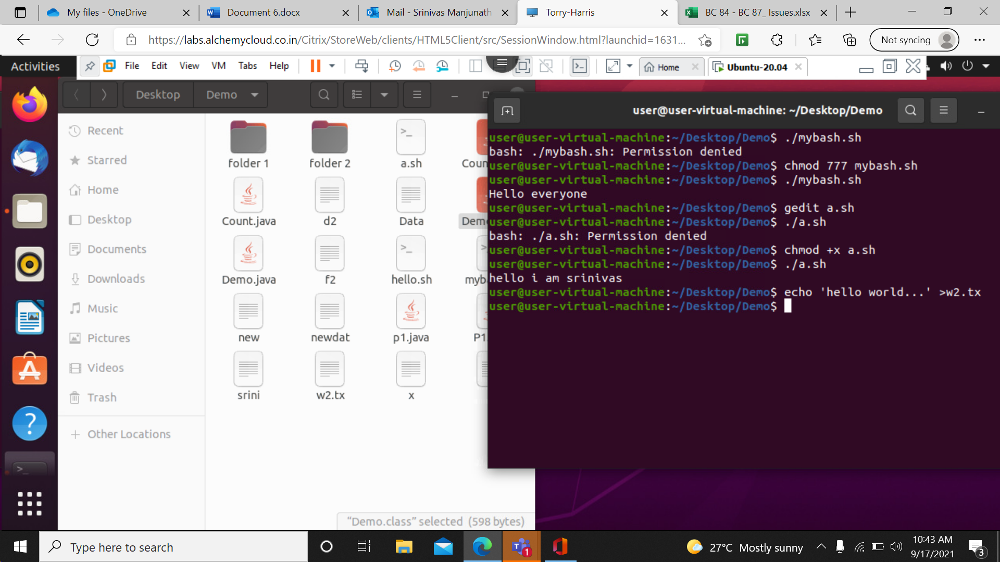 My files - OneDrive
Document 6.docx
Mail - Srinivas Manjunath
Torry-Harris
BC 84 - BC 87_ Issues.xlsx
https://labs.alchemycloud.co.in/Citrix/StoreWeb/clients/HTML5Client/src/SessionWindow.html?launchid=1631...
Not syncing
Activities
File Edit View VM Tabs Help
Home
Ubuntu-20.04
Desktop Demo
user@user-virtual-machine: ~/Desktop/Demo
Recent
Starred
Home
Desktop
Documents
Downloads
Music
Pictures
Videos
Trash
Other Locations
folder 1 folder 2 a.sh Coun
Count.java d2 Data Demo
Demo.java f2 hello.sh myba
new newdat p1.java P1.
srini w2.tx x
"Demo.class" selected (598 bytes)
user@user-virtual-machine:~/Desktop/Demo$ ./mybash.sh
bash: ./mybash.sh: Permission denied
user@user-virtual-machine:~/Desktop/Demo$ chmod 777 mybash.sh
user@user-virtual-machine:~/Desktop/Demo$ ./mybash.sh
Hello everyone
user@user-virtual-machine:~/Desktop/Demo$ gedit a.sh
user@user-virtual-machine:~/Desktop/Demo$ ./a.sh
bash: ./a.sh: Permission denied
user@user-virtual-machine:~/Desktop/Demo$ chmod +x a.sh
user@user-virtual-machine:~/Desktop/Demo$ ./a.sh
hello i am srinivas
user@user-virtual-machine:~/Desktop/Demo$ echo 'hello world...' >w2.tx
user@user-virtual-machine:~/Desktop/Demo$
Type here to search
1
27°C Mostly sunny
10:43 AM
9/17/2021
3